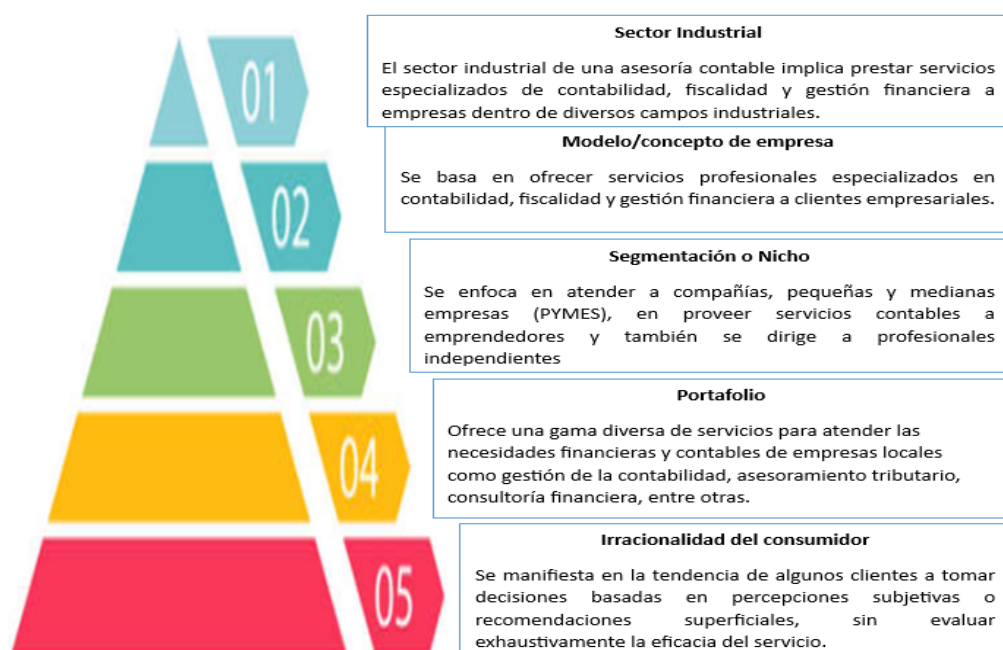 01
Sector Industrial
El sector industrial de una asesoría contable implica prestar servicios
especializados de contabilidad, fiscalidad y gestión financiera a
empresas dentro de diversos campos industriales.
02
Modelo/concepto de empresa
Se basa en ofrecer servicios profesionales especializados en
contabilidad, fiscalidad y gestión financiera a clientes empresariales.
03
Segmentación o Nicho
Se enfoca en atender a compañías, pequeñas y medianas
empresas (PYMES), en proveer servicios contables a
emprendedores y también se dirige a profesionales
independientes
04
Portafolio
Ofrece una gama diversa de servicios para atender las
necesidades financieras y contables de empresas locales
como gestión de la contabilidad, asesoramiento tributario,
consultoría financiera, entre otras.
05
Irracionalidad del consumidor
Se manifiesta en la tendencia de algunos clientes a tomar
decisiones basadas en percepciones subjetivas o
recomendaciones superficiales, sin evaluar
exhaustivamente la eficacia del servicio.